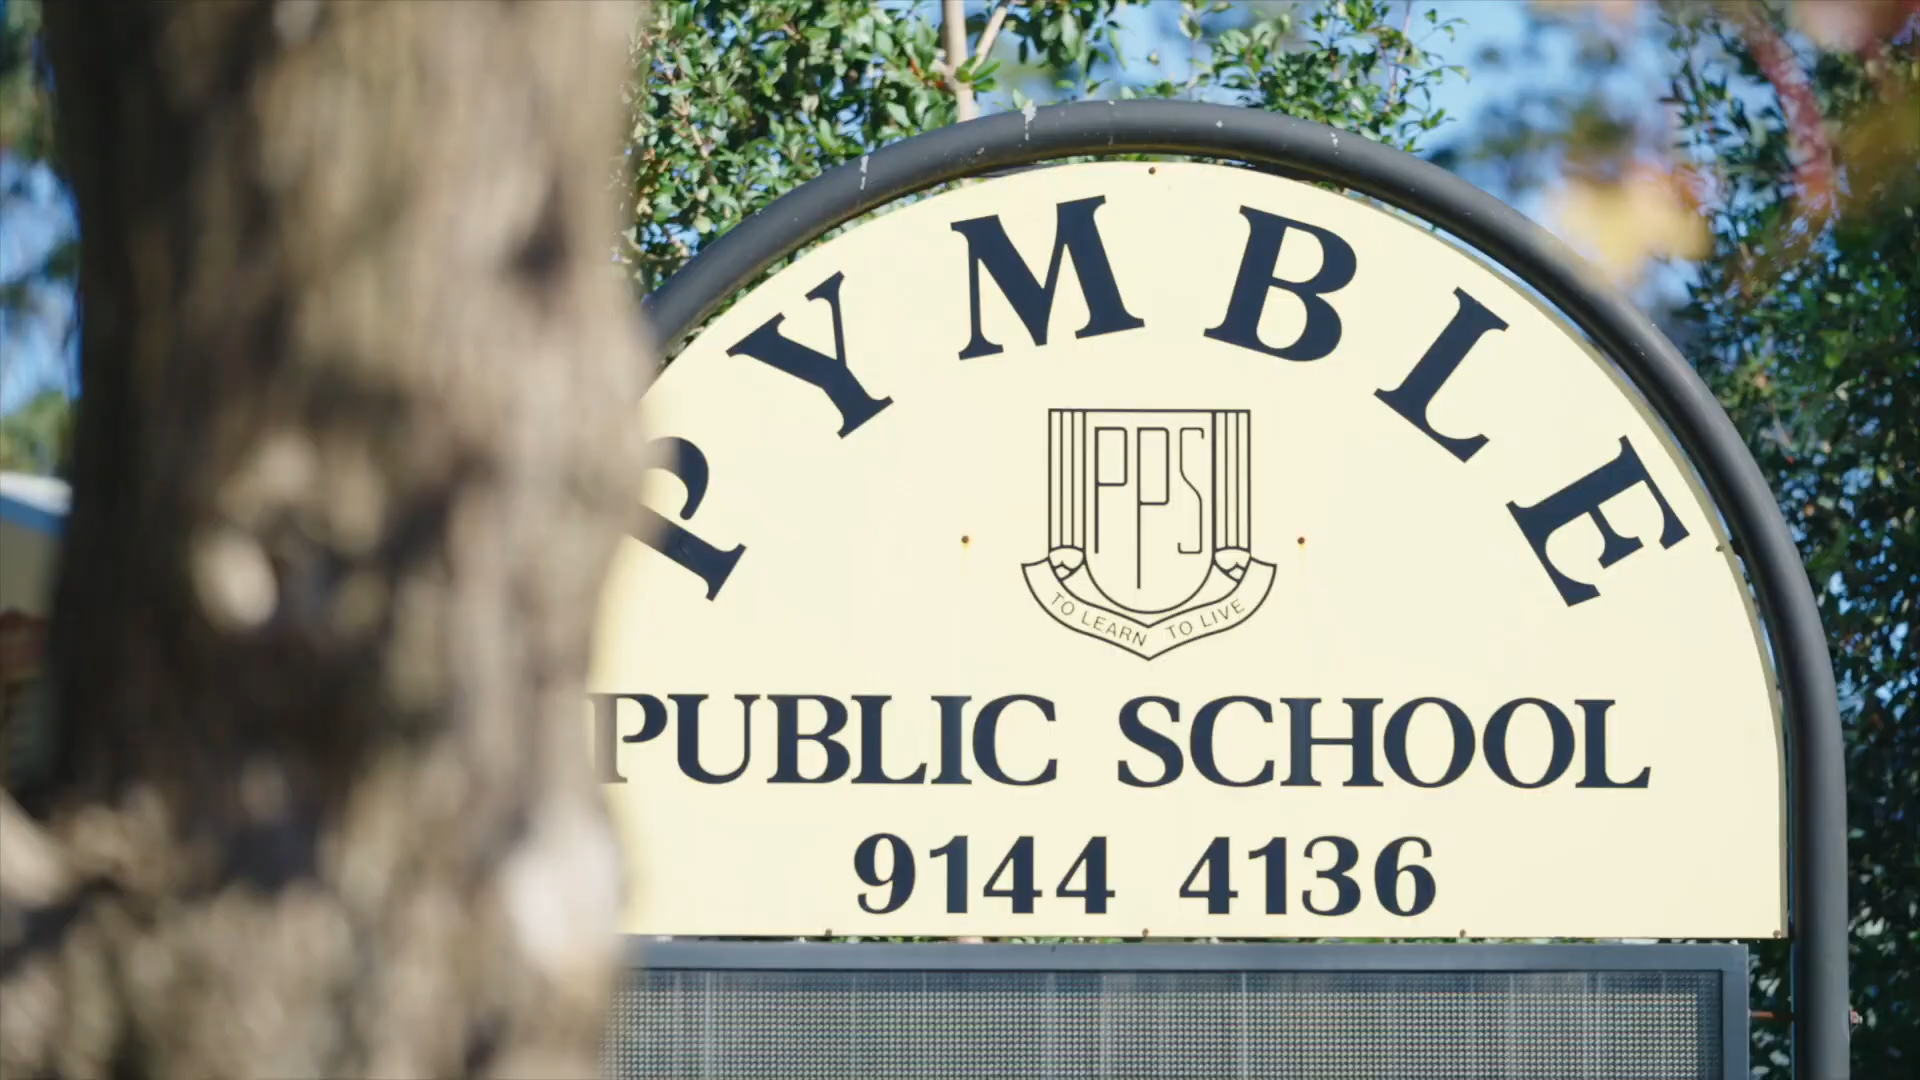 PYMBLE
PPS
TO LEARN TO LIVE
PUBLIC SCHOOL
9144 4136